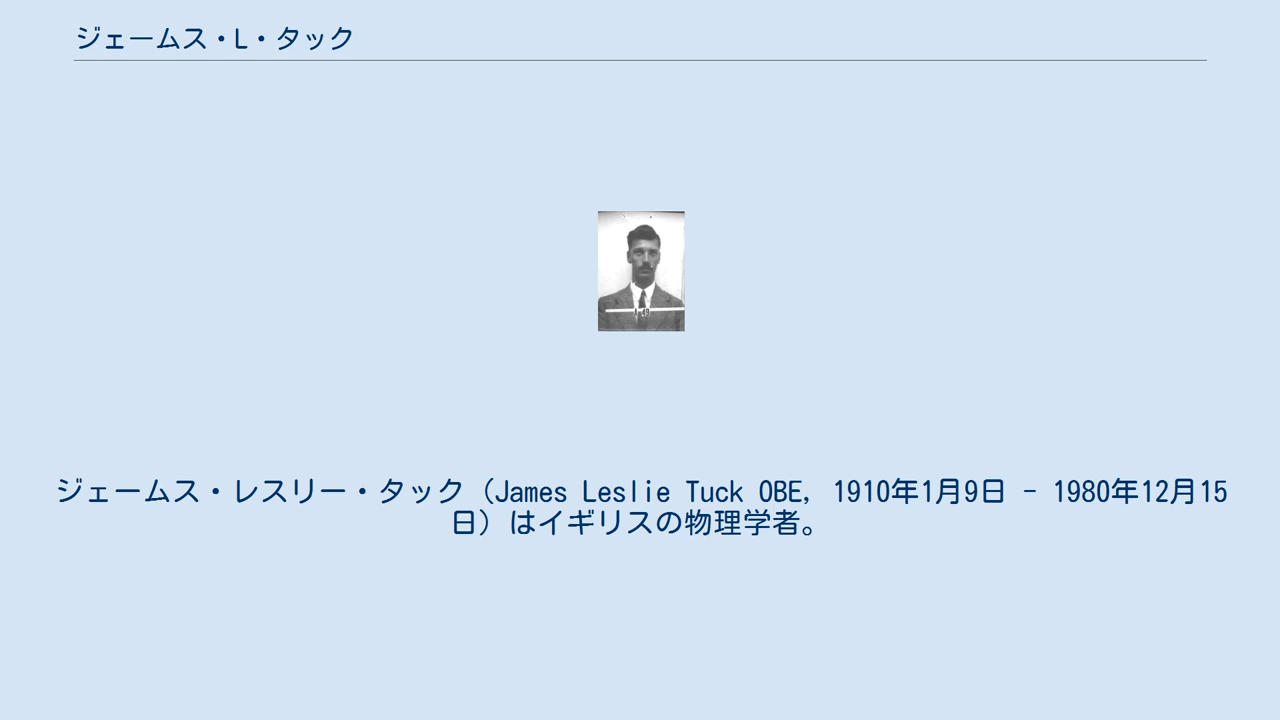 ジェームス・L・タック
ジェームス・レスリー・タック（James Leslie Tuck OBE, 1910年1月9日 - 1980年12月15
日）はイギリスの物理学者。